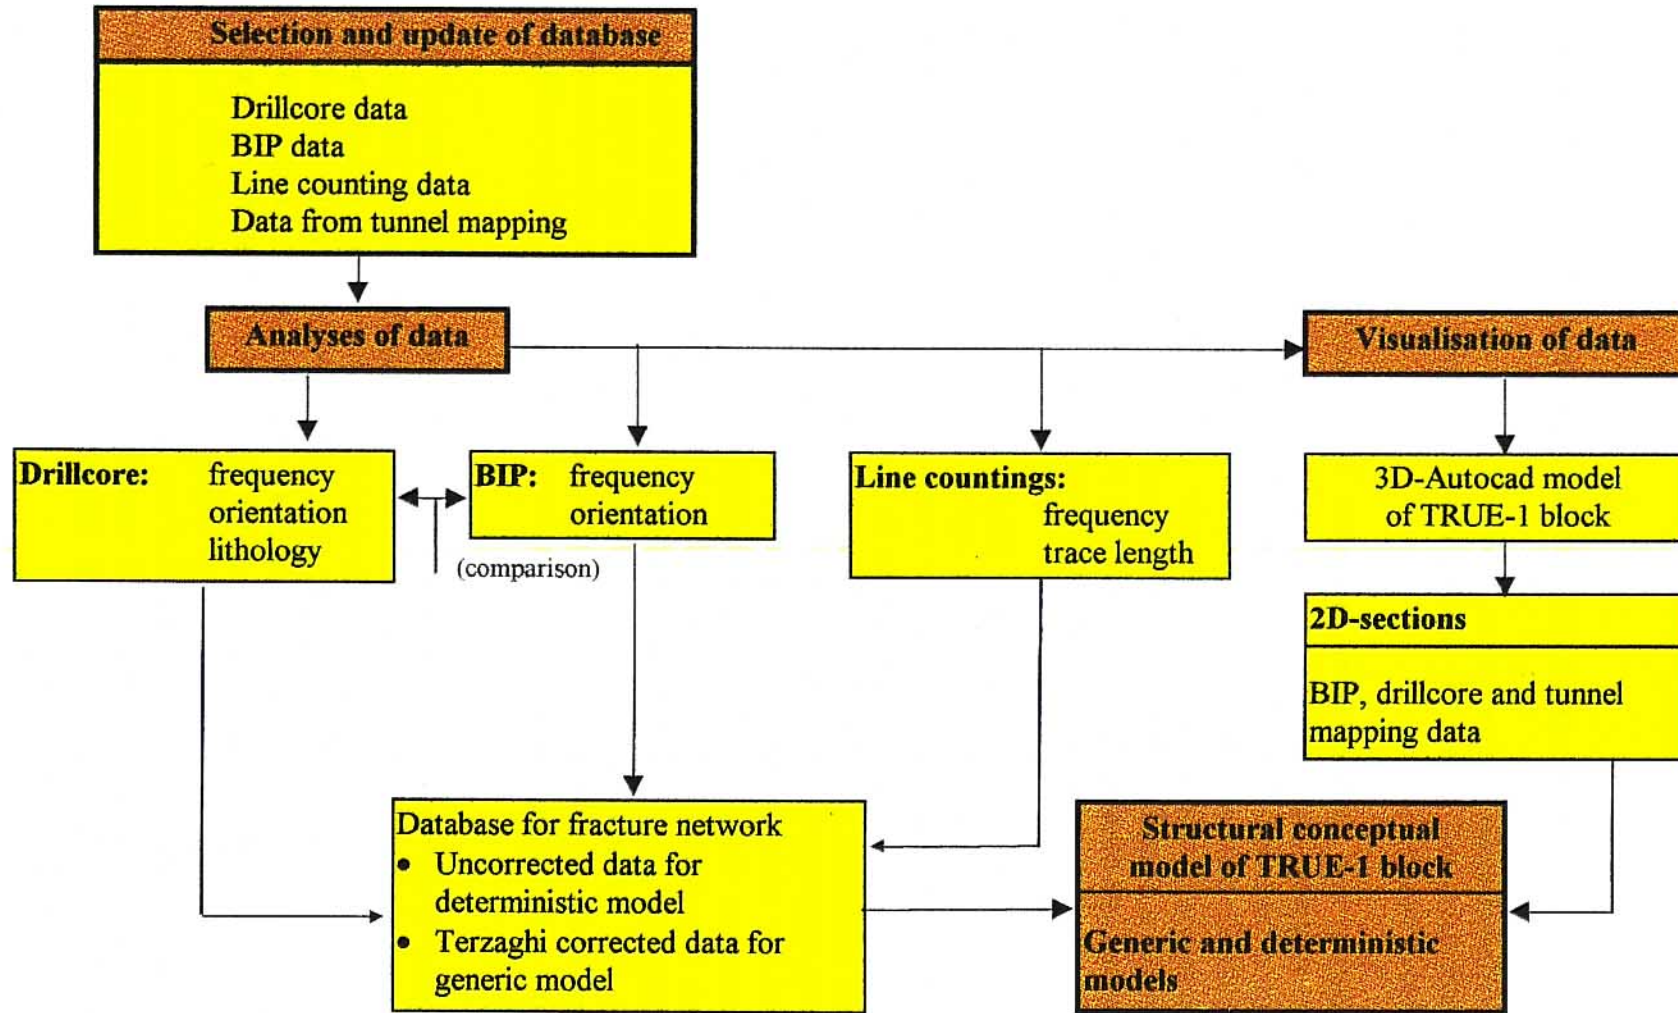 Selection and update of database
Drillcore data
BIP data
Line counting data
Data from tunnel mapping
Analyses of data
Visualisation of data
Drillcore: frequency
orientation
lithology
(comparison)
BIP: frequency
orientation
Line countings:
frequency
trace length
3D-Autocad model
of TRUE-1 block
2D-sections
BIP, drillcore and tunnel
mapping data
Database for fracture network
• Uncorrected data for
deterministic model
• Terzaghi corrected data for
generic model
Structural conceptual
model of TRUE-1 block
Generic and deterministic
models